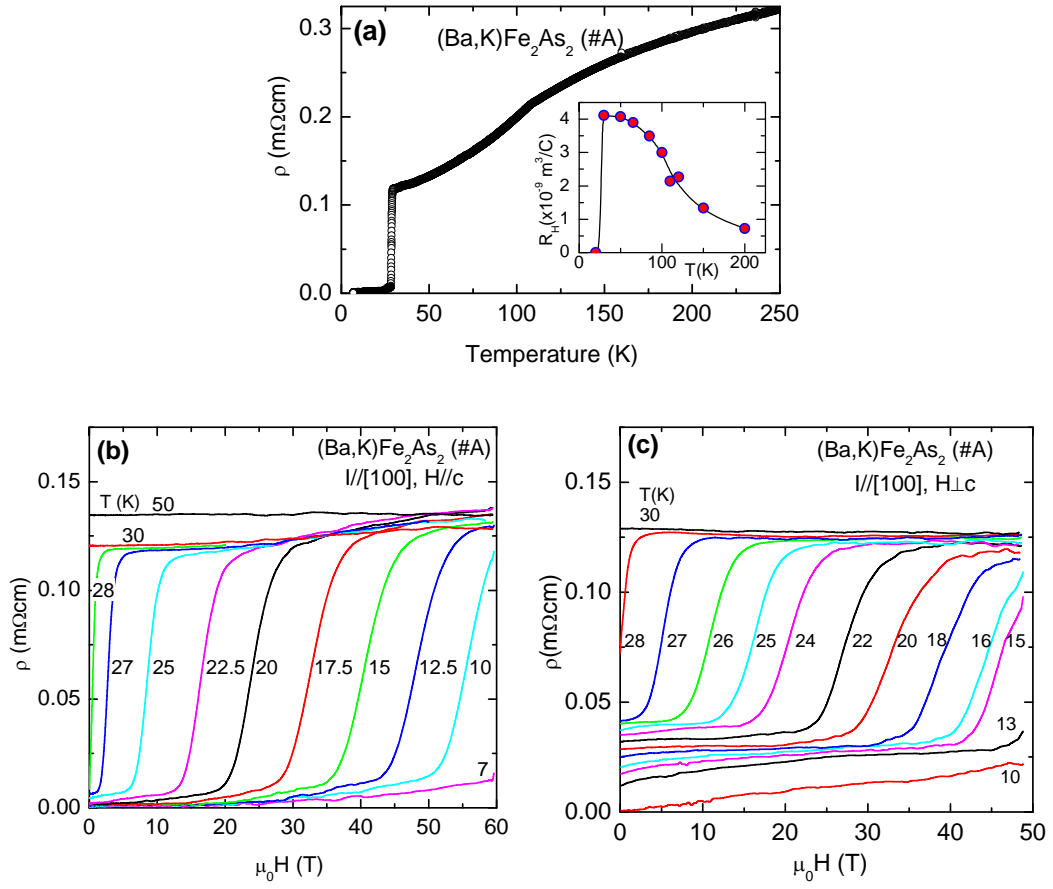 (a)
(Ba,K)Fe₂As₂ (#A)
ρ (mΩcm)
0.3
0.2
0.1
0.0
0 50 100 150 200 250
Temperature (K)
R_H(x10⁻⁹ m³/C)
4
3
2
1
0
0 100 200
T(K)
(b)
(Ba,K)Fe₂As₂ (#A)
I//[100], H//c
T (K)
50
30
28
27
25
22.5
20
17.5
15
12.5
10
7
ρ (mΩcm)
0.15
0.10
0.05
0.00
0 10 20 30 40 50 60
μ₀H (T)
(c)
(Ba,K)Fe₂As₂ (#A)
I//[100], H⊥c
T(K)
30
28
27
26
25
24
22
20
18
16
15
13
10
ρ(mΩcm)
0.15
0.10
0.05
0.00
0 10 20 30 40 50
μ₀H (T)